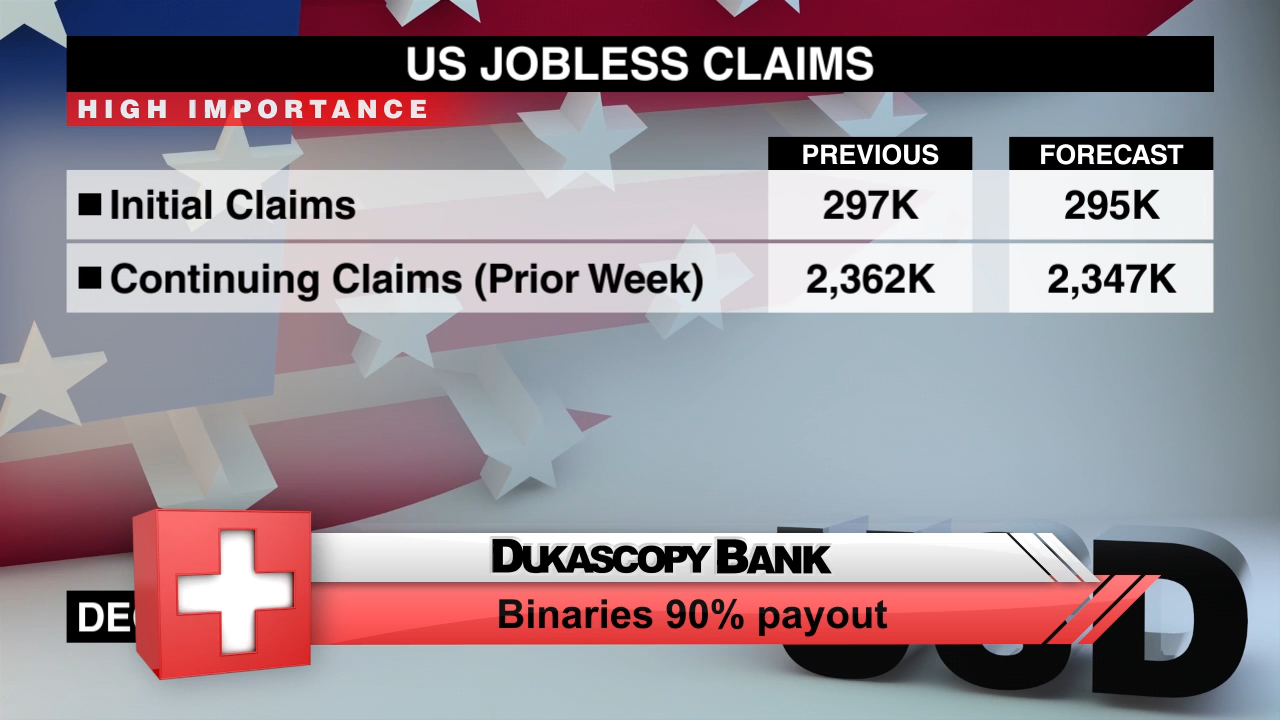 US JOBLESS CLAIMS
HIGH IMPORTANCE
PREVIOUS FORECAST
Initial Claims 297K 295K
Continuing Claims (Prior Week) 2,362K 2,347K
DUKASCOPY BANK
Binaries 90% payout